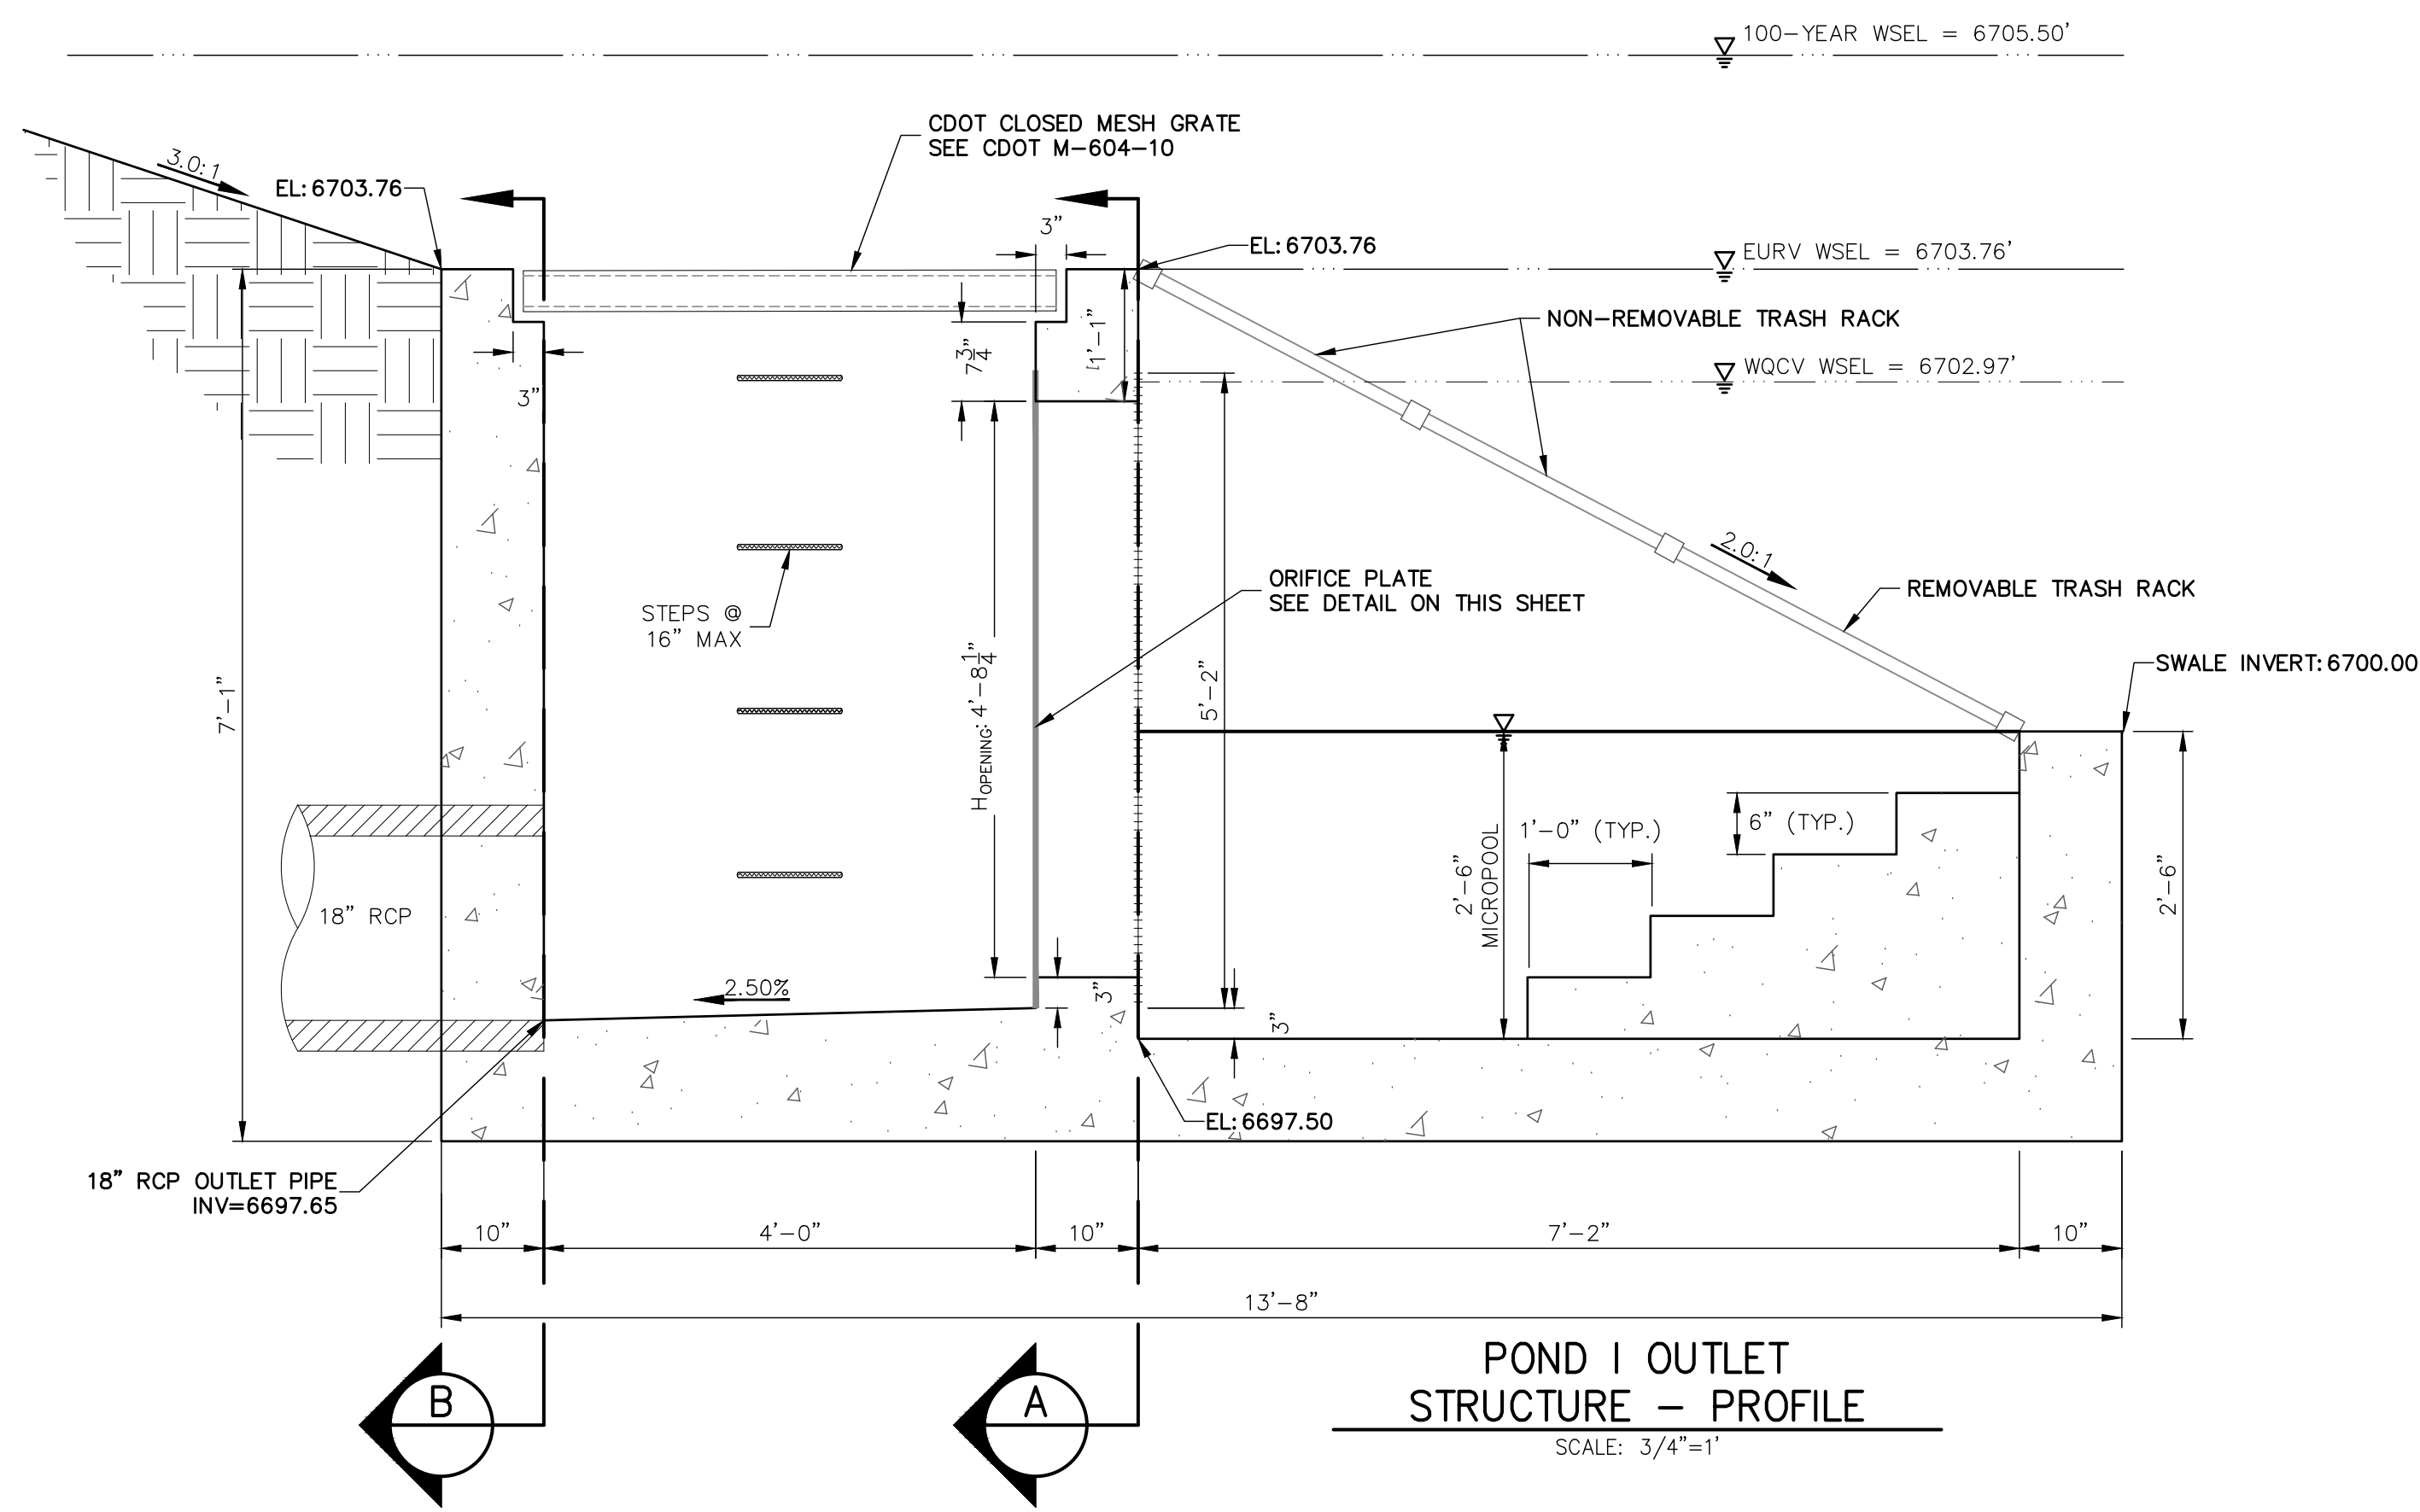 100-YEAR WSEL = 6705.50'
CDOT CLOSED MESH GRATE
SEE CDOT M-604-10
3.0:1
EL: 6703.76
3"
EL: 6703.76
EURV WSEL = 6703.76'
NON-REMOVABLE TRASH RACK
1'-1"
7 3/4"
3"
WQCV WSEL = 6702.97'
2.0:1
ORIFICE PLATE
SEE DETAIL ON THIS SHEET
REMOVABLE TRASH RACK
STEPS @
16" MAX
SWALE INVERT: 6700.00
7'-1"
HOPENING: 4'-8 1/4"
5'-2"
1'-0" (TYP.)
6" (TYP.)
2'-6"
MICROPOOL
2'-6"
18" RCP
2.50%
3"
3"
EL: 6697.50
18" RCP OUTLET PIPE
INV=6697.65
10"
4'-0"
10"
7'-2"
10"
13'-8"
B
A
POND I OUTLET
STRUCTURE - PROFILE
SCALE: 3/4"=1'